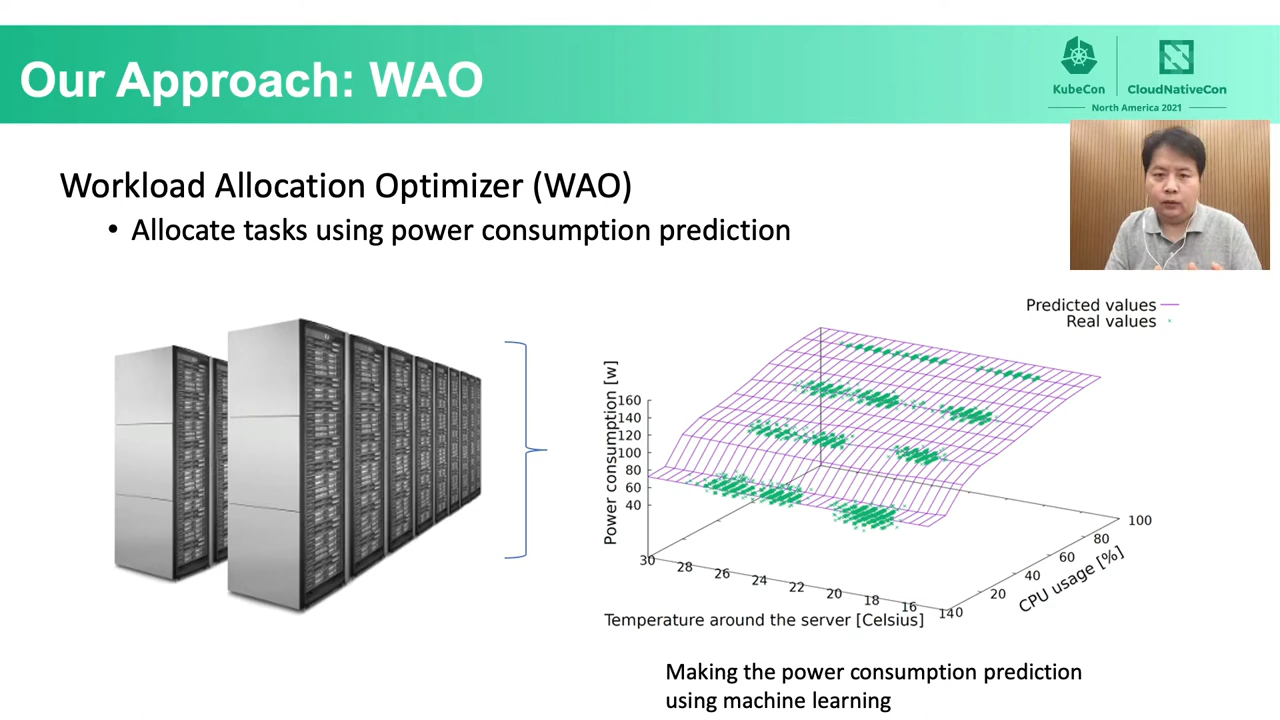 Our Approach: WAO
KubeCon
CloudNativeCon
North America 2021
Workload Allocation Optimizer (WAO)
• Allocate tasks using power consumption prediction
Predicted values
Real values
Power consumption [w]
160
140
120
100
80
60
40
30
28
26
24
22
20
18
16
14
0
20
40
60
80
100
Temperature around the server [Celsius]
CPU usage [%]
Making the power consumption prediction
using machine learning